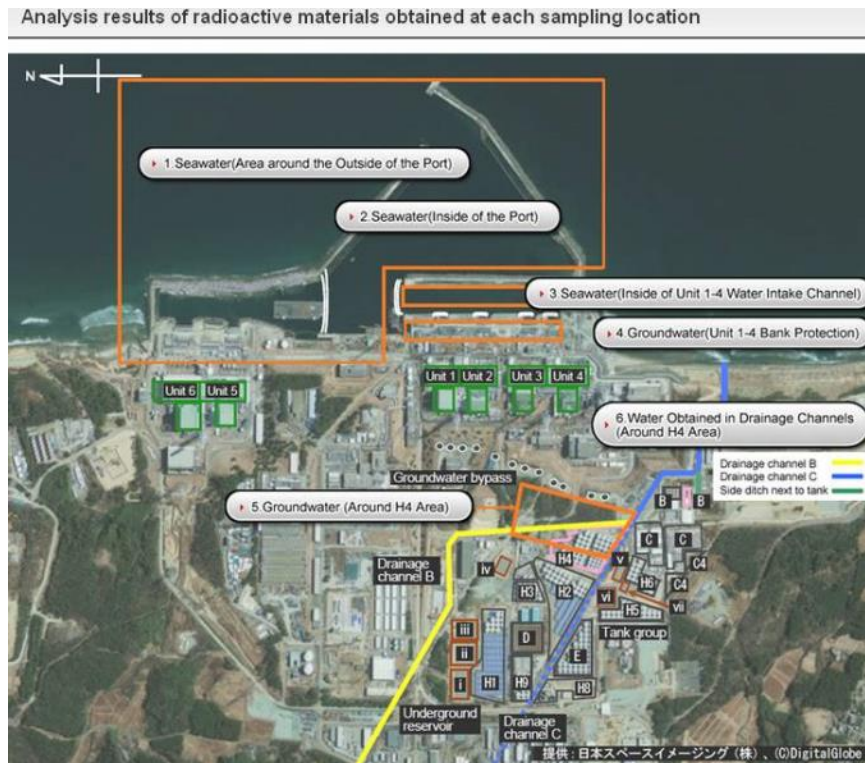 Analysis results of radioactive materials obtained at each sampling location
N
1.Seawater(Area around the Outside of the Port)
2.Seawater(Inside of the Port)
3.Seawater(Inside of Unit 1-4 Water Intake Channel)
4.Groundwater(Unit 1-4 Bank Protection)
Unit 6
Unit 5
Unit 1
Unit 2
Unit 3
Unit 4
6.Water Obtained in Drainage Channels
(Around H4 Area)
Drainage channel B
Drainage channel C
Side ditch next to tank
Groundwater bypass
5.Groundwater (Around H4 Area)
B
B
C
C
C4
C4
Drainage
channel B
iv
H4
v
H3
H2
H6
vi
vii
H5
Tank group
iii
ii
i
D
E
H1
H9
H8
Underground
reservoir
Drainage
channel C
提供:日本スペースイメージング(株)、(C)DigitalGlobe